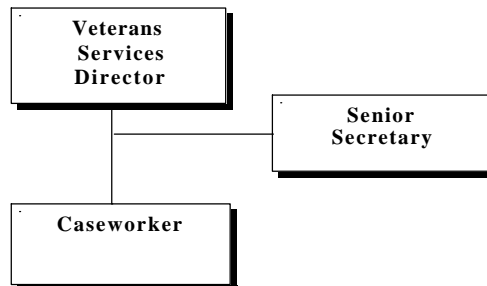 Veterans
Services
Director
Senior
Secretary
Caseworker